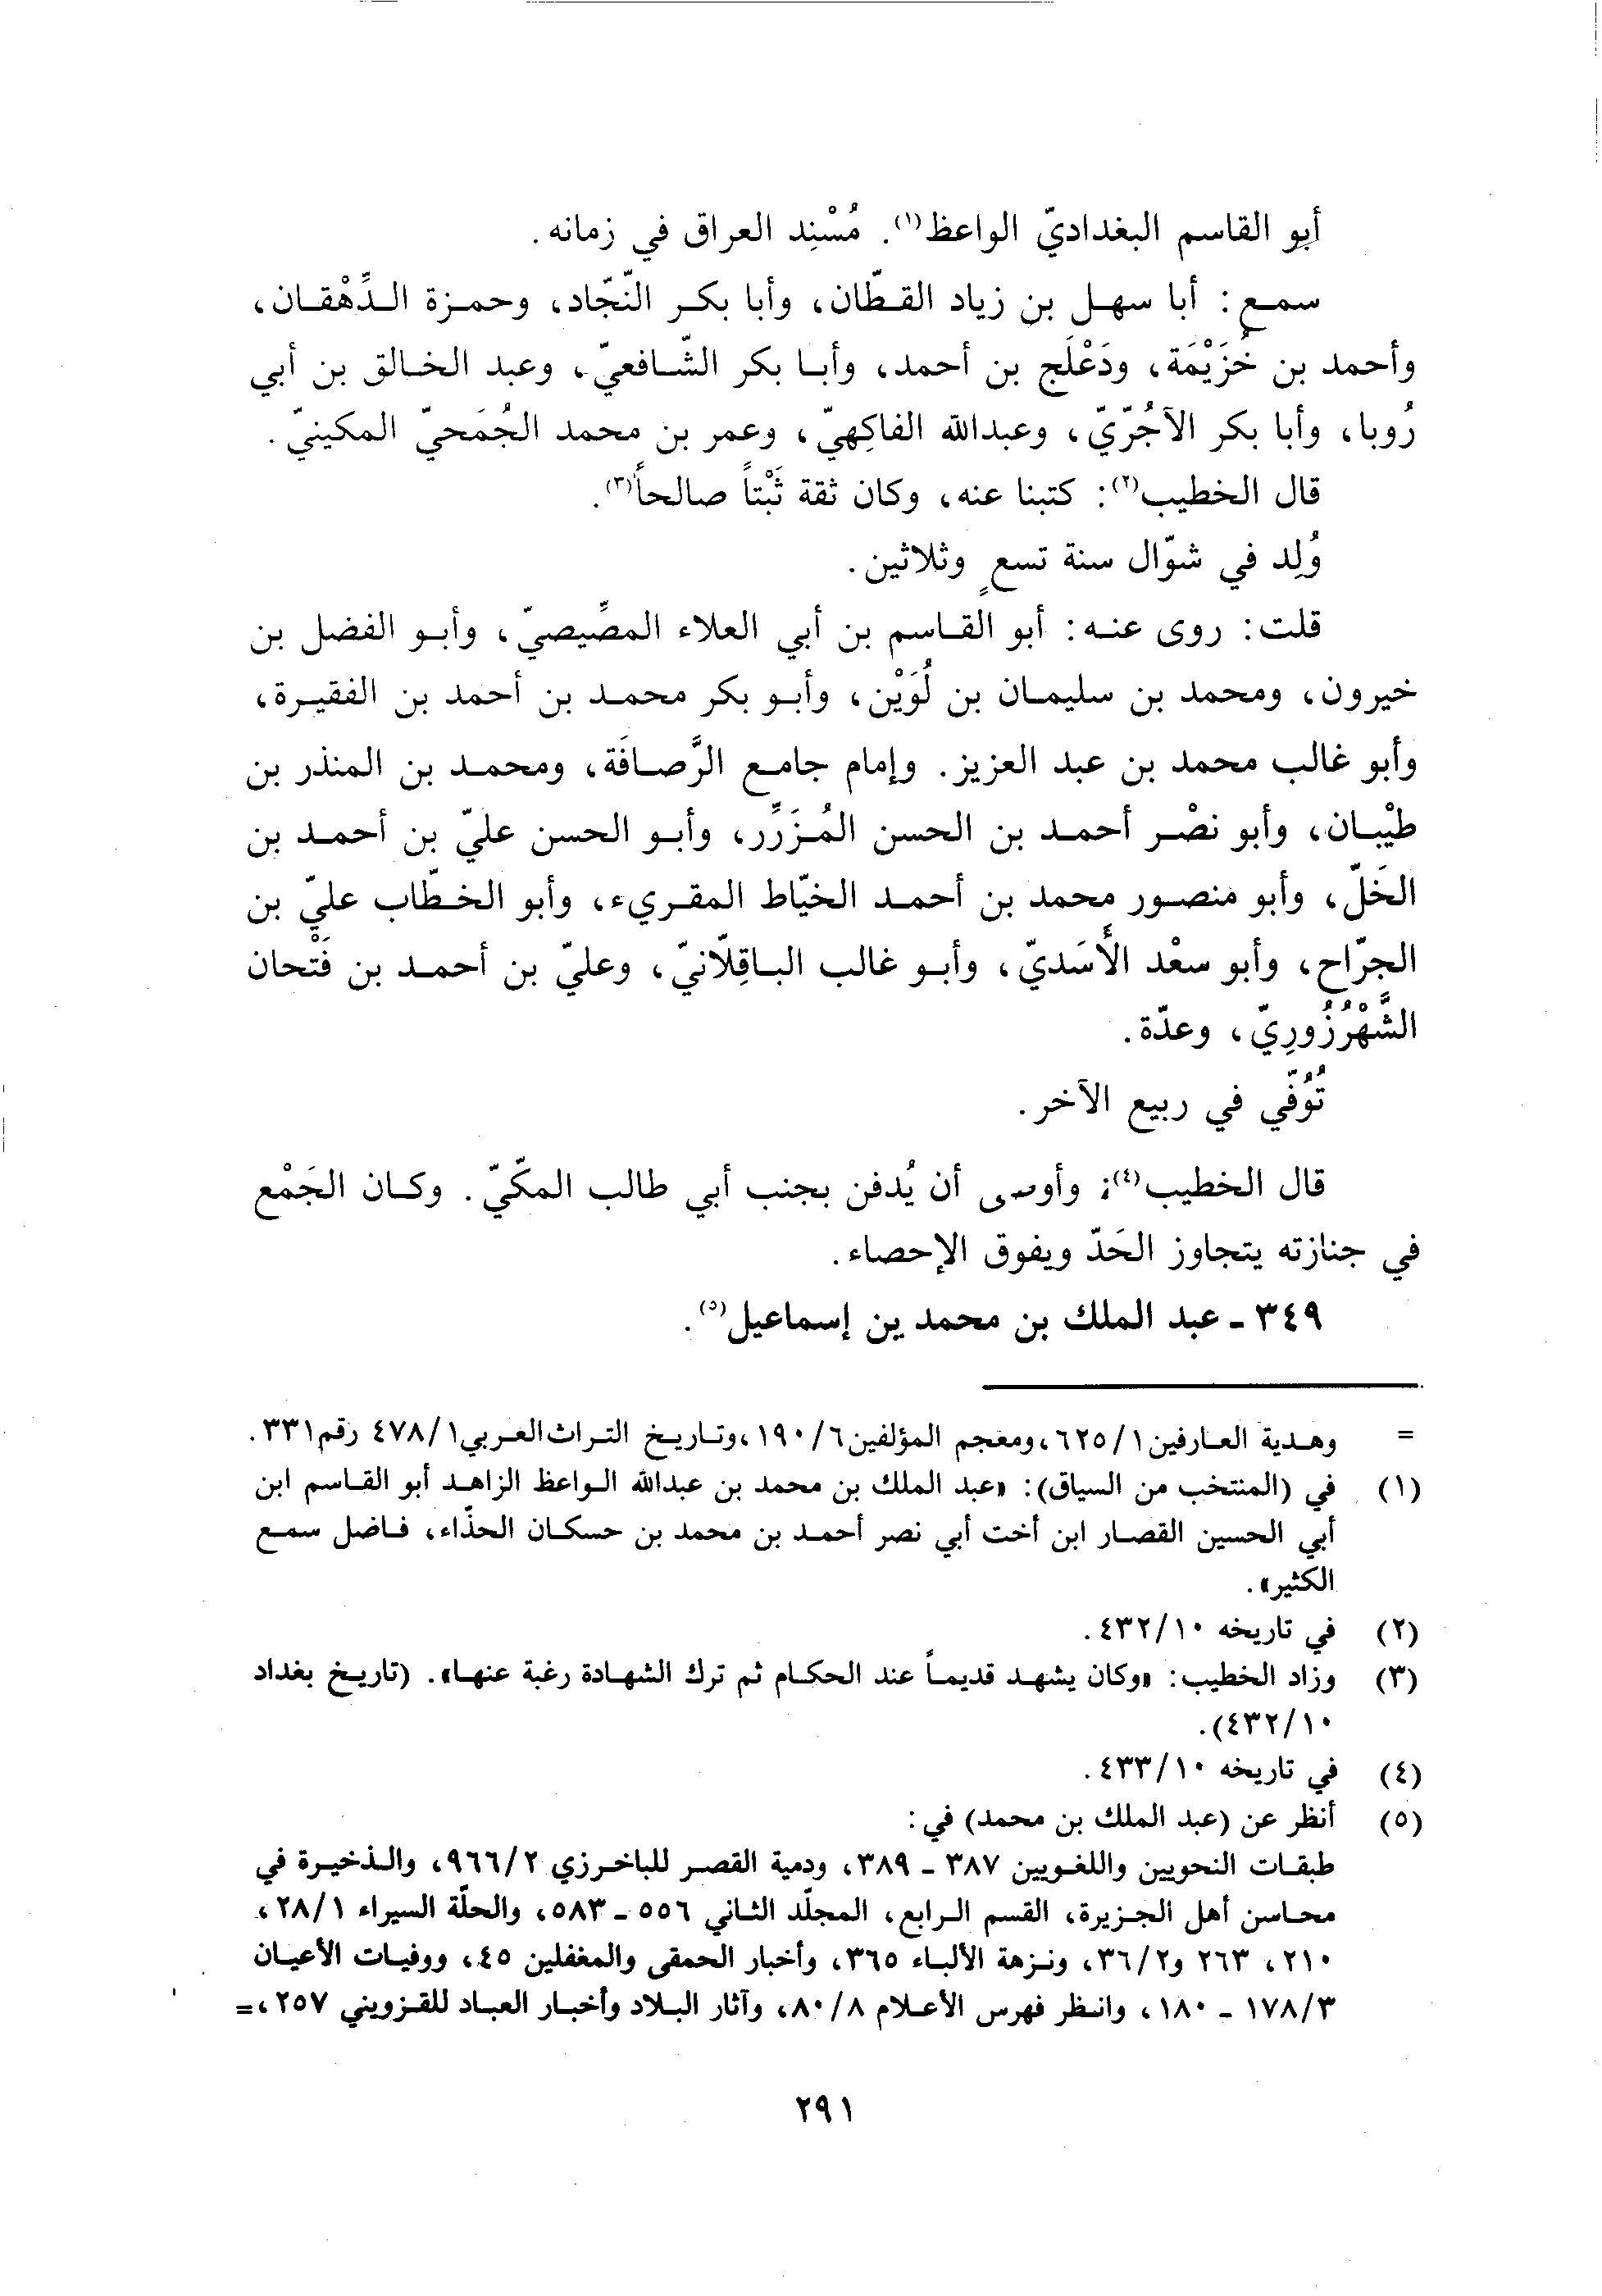 أبو القاسم البغداديّ الواعظ(١). مُسْنِد العراق في زمانه.
سمع: أبا سهل بن زياد القطّان، وأبا بكر النّجّاد، وحمزة الدِّهْقان،
وأحمد بن خُزَيْمَة، ودَعْلَج بن أحمد، وأبا بكر الشّافعيّ، وعبد الخالق بن أبي
رُوبا، وأبا بكر الآجُرّيّ، وعبدالله الفاكِهيّ، وعمر بن محمد الجُمَحيّ المكينيّ.
قال الخطيب(٢): كتبنا عنه، وكان ثقة ثَبْتاً صالحاً(٣).
وُلِد في شوّال سنة تسعٍ وثلاثين.
قلت: روى عنه: أبو القاسم بن أبي العلاء المصِّيصيّ، وأبو الفضل بن
خيرون، ومحمد بن سليمان بن لُوَيْن، وأبو بكر محمد بن أحمد بن الفقيرة،
وأبو غالب محمد بن عبد العزيز. وإمام جامع الرَّصافَة، ومحمد بن المنذر بن
طيْبان، وأبو نصْر أحمد بن الحسن المُزَرِّر، وأبو الحسن عليّ بن أحمد بن
الخَلّ، وأبو منصور محمد بن أحمد الخيّاط المقريء، وأبو الخطّاب عليّ بن
الجرّاح، وأبو سعْد الأَسَديّ، وأبو غالب الباقِلّانيّ، وعليّ بن أحمد بن فَتْحان
الشَّهْرُزُورِيّ، وعدّة.
تُوُفّي في ربيع الآخر.
قال الخطيب(٤): وأوصى أن يُدفن بجنب أبي طالب المكّيّ. وكان الجَمْع
في جنازته يتجاوز الحَدّ ويفوق الإحصاء.
٣٤٩ - عبد الملك بن محمد بن إسماعيل(٥).
= وهدية العارفين ١/٦٢٥، ومعجم المؤلفين ٦/١٩٠، وتاريخ التراث العربي ١/٤٧٨ رقم ٣٣١.
(١) في (المنتخب من السياق): «عبد الملك بن محمد بن عبدالله الواعظ الزاهد أبو القاسم ابن
أبي الحسين القصار ابن أخت أبي نصر أحمد بن محمد بن حسكان الحذّاء، فاضل سمع
الكثير».
(٢) في تاريخه ١٠/٤٣٢.
(٣) وزاد الخطيب: «وكان يشهد قديماً عند الحكام ثم ترك الشهادة رغبة عنها». (تاريخ بغداد
١٠/٤٣٢).
(٤) في تاريخه ١٠/٤٣٣.
(٥) أنظر عن (عبد الملك بن محمد) في:
طبقات النحويين واللغويين ٣٨٧ - ٣٨٩، ودمية القصر للباخرزي ٢/٩٦٦، والذخيرة في
محاسن أهل الجزيرة، القسم الرابع، المجلّد الثاني ٥٥٦ - ٥٨٣، والحلّة السيراء ١/٢٨،
٢١٠، ٢٦٣ و٢/٣٦، ونزهة الألباء ٣٦٥، وأخبار الحمقى والمغفلين ٤٥، ووفيات الأعيان
٣/١٧٨ - ١٨٠، وانظر فهرس الأعلام ٨/٨٠، وآثار البلاد وأخبار العباد للقزويني ٢٥٧، =
٢٩١